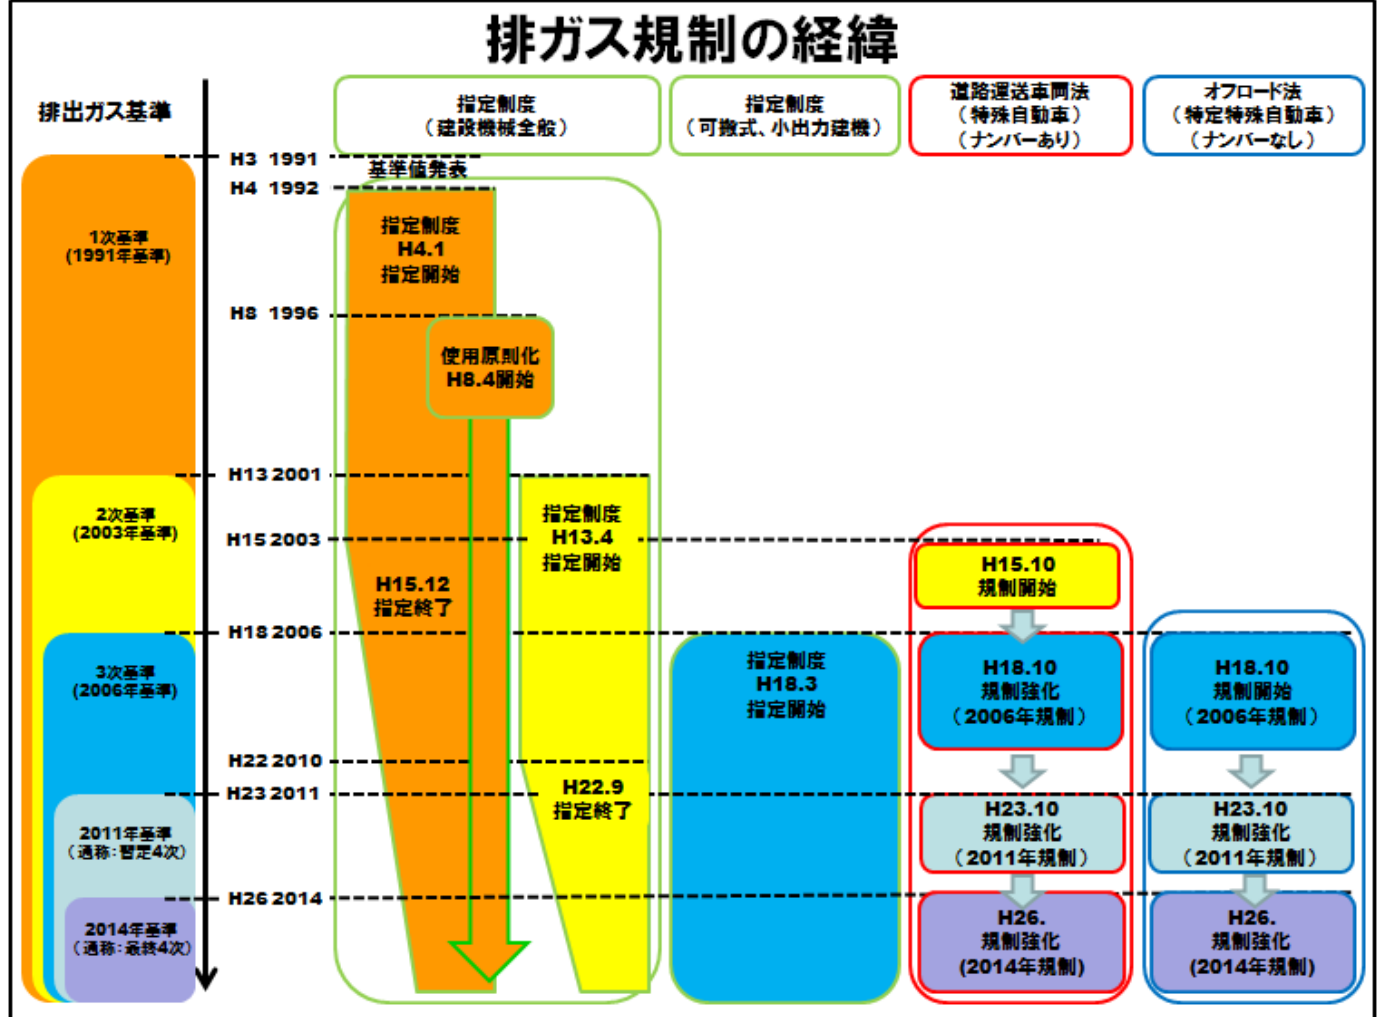 排ガス規制の経緯
排出ガス基準
指定制度
（建設機械全般）
指定制度
（可搬式、小出力建機）
道路運送車両法
（特殊自動車）
（ナンバーあり）
オフロード法
（特定特殊自動車）
（ナンバーなし）
H3 1991
基準値発表
H4 1992
指定制度
H4.1
指定開始
1次基準
(1991年基準)
H8 1996
使用原則化
H8.4開始
H13 2001
2次基準
(2003年基準)
指定制度
H13.4
指定開始
H15 2003
H15.10
規制開始
H15.12
指定終了
H18 2006
3次基準
(2006年基準)
指定制度
H18.3
指定開始
H18.10
規制強化
（2006年規制）
H18.10
規制開始
（2006年規制）
H22 2010
H22.9
指定終了
H23 2011
2011年基準
（通称：暫定4次）
H23.10
規制強化
（2011年規制）
H23.10
規制強化
（2011年規制）
H26 2014
2014年基準
（通称：最終4次）
H26.
規制強化
(2014年規制)
H26.
規制強化
(2014年規制)